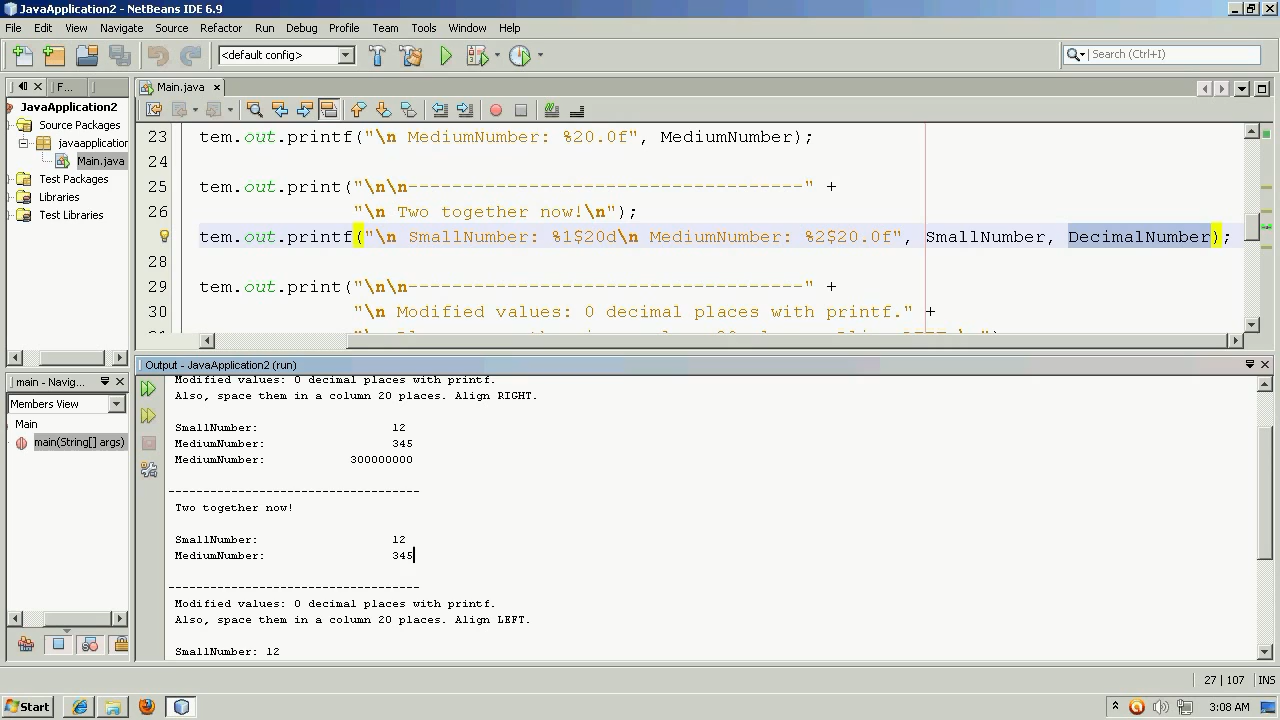 JavaApplication2 - NetBeans IDE 6.9
File Edit View Navigate Source Refactor Run Debug Profile Team Tools Window Help
<default config>
Search (Ctrl+I)
F...
Main.java
JavaApplication2
Source Packages
javaapplication
Main.java
Test Packages
Libraries
Test Libraries
23 tem.out.printf("\n MediumNumber: %20.0f", MediumNumber);
24
25 tem.out.print("\n\n------------------------------------" +
26 "\n Two together now!\n");
tem.out.printf("\n SmallNumber: %1$20d\n MediumNumber: %2$20.0f", SmallNumber, DecimalNumber);
28
29 tem.out.print("\n\n------------------------------------" +
30 "\n Modified values: 0 decimal places with printf." +
Output - JavaApplication2 (run)
main - Navig...
Members View
Main
main(String[] args)
Modified values: 0 decimal places with printf.
Also, space them in a column 20 places. Align RIGHT.
SmallNumber: 12
MediumNumber: 345
MediumNumber: 300000000
-----------------------------------
Two together now!
SmallNumber: 12
MediumNumber: 345
-----------------------------------
Modified values: 0 decimal places with printf.
Also, space them in a column 20 places. Align LEFT.
SmallNumber: 12
27 | 107 INS
Start
3:08 AM